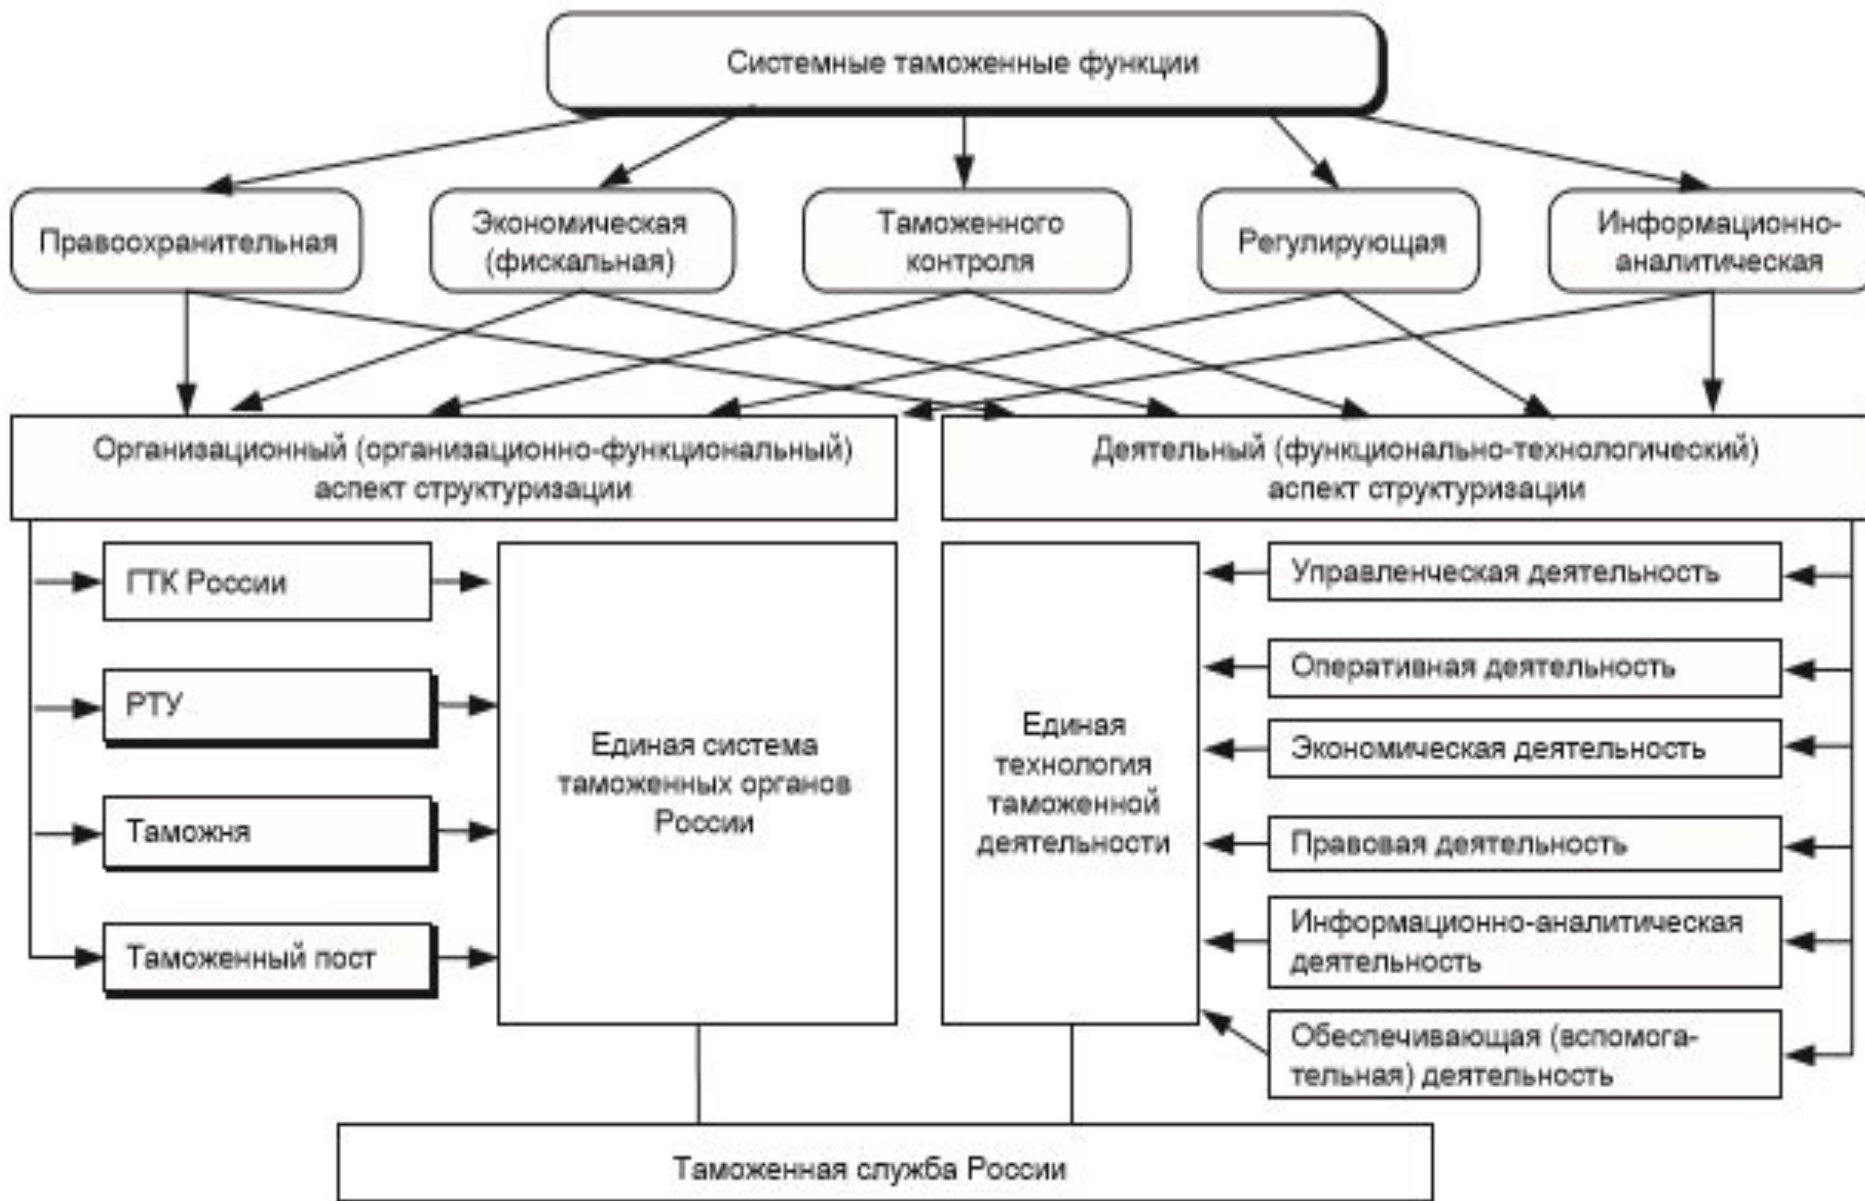 Системные таможенные функции
Правоохранительная
Экономическая
(фискальная)
Таможенного
контроля
Регулирующая
Информационно-
аналитическая
Организационный (организационно-функциональный)
аспект структуризации
Деятельный (функционально-технологический)
аспект структуризации
ГТК России
РТУ
Таможня
Таможенный пост
Единая система
таможенных органов
России
Единая
технология
таможенной
деятельности
Управленческая деятельность
Оперативная деятельность
Экономическая деятельность
Правовая деятельность
Информационно-аналитическая
деятельность
Обеспечивающая (вспомога-
тельная) деятельность
Таможенная служба России